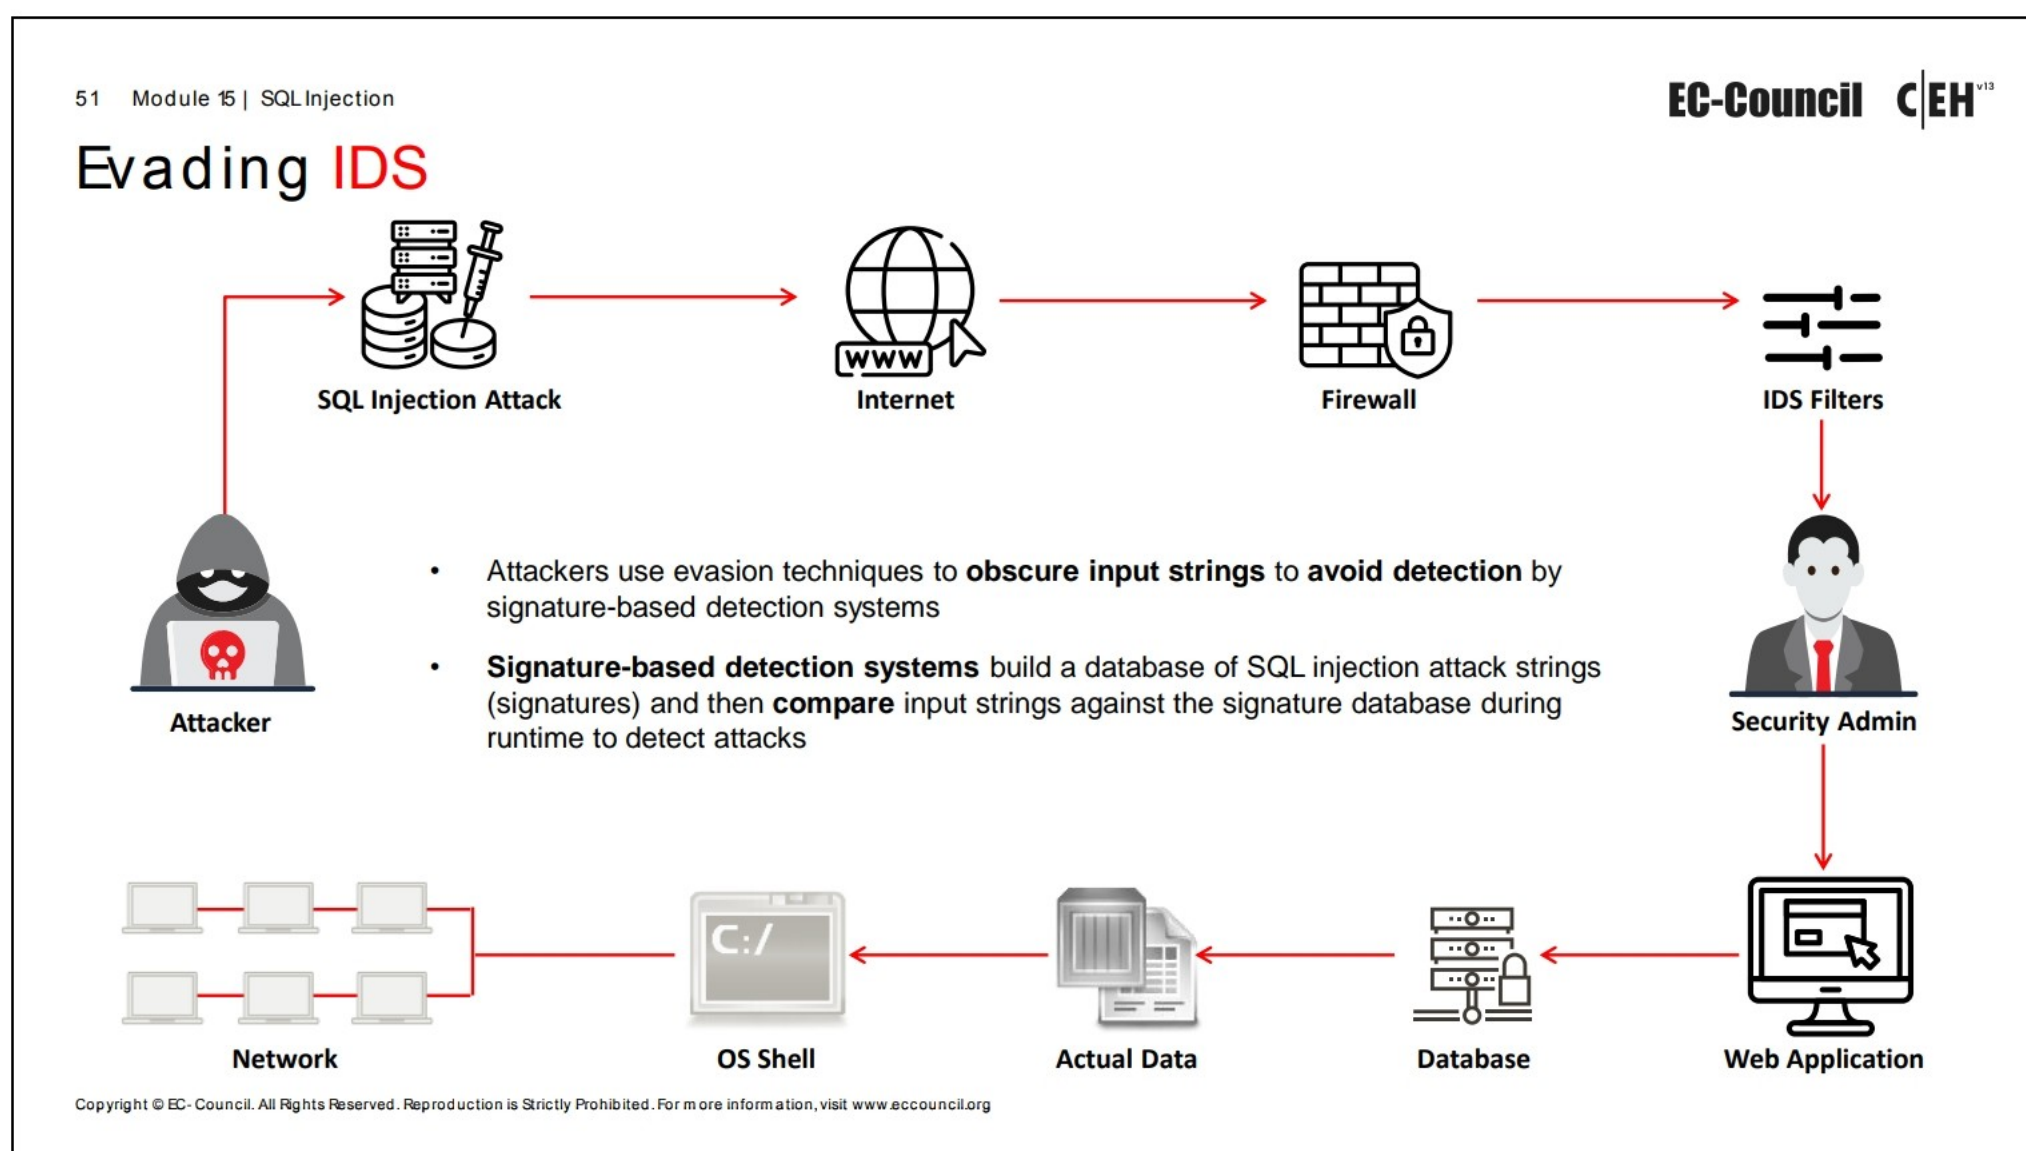 51 Module 15 | SQL Injection
EC-Council C|EH v13
Evading IDS
WWW
SQL Injection Attack
Internet
Firewall
IDS Filters
• Attackers use evasion techniques to obscure input strings to avoid detection by
signature-based detection systems
• Signature-based detection systems build a database of SQL injection attack strings
(signatures) and then compare input strings against the signature database during
runtime to detect attacks
Attacker
Security Admin
C:/
Network
OS Shell
Actual Data
Database
Web Application
Copyright © EC-Council. All Rights Reserved. Reproduction is Strictly Prohibited. For more information, visit www.eccouncil.org